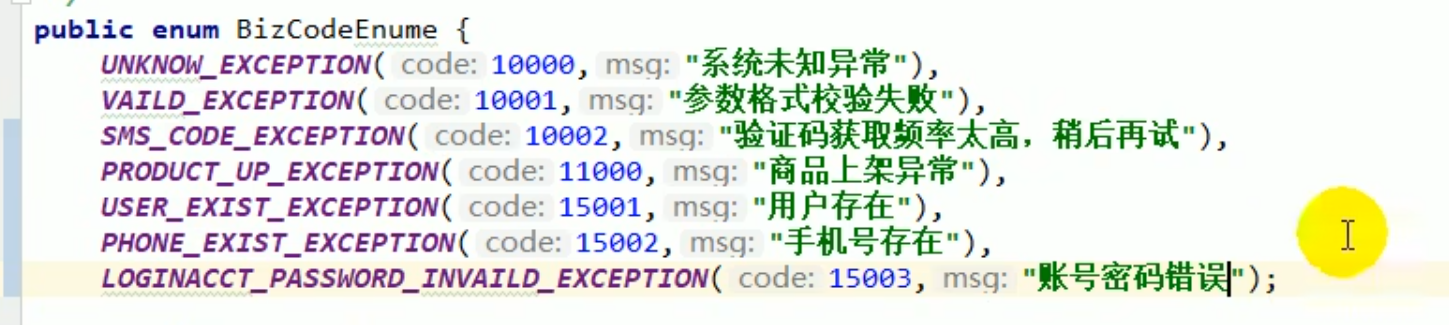 public enum BizCodeEnume {
UNKNOW_EXCEPTION( code: 10000, msg: "系统未知异常"),
VAILD_EXCEPTION( code: 10001, msg: "参数格式校验失败"),
SMS_CODE_EXCEPTION( code: 10002, msg: "验证码获取频率太高，稍后再试"),
PRODUCT_UP_EXCEPTION( code: 11000, msg: "商品上架异常"),
USER_EXIST_EXCEPTION( code: 15001, msg: "用户存在"),
PHONE_EXIST_EXCEPTION( code: 15002, msg: "手机号存在"),
LOGINACCT_PASSWORD_INVAILD_EXCEPTION( code: 15003, msg: "账号密码错误");